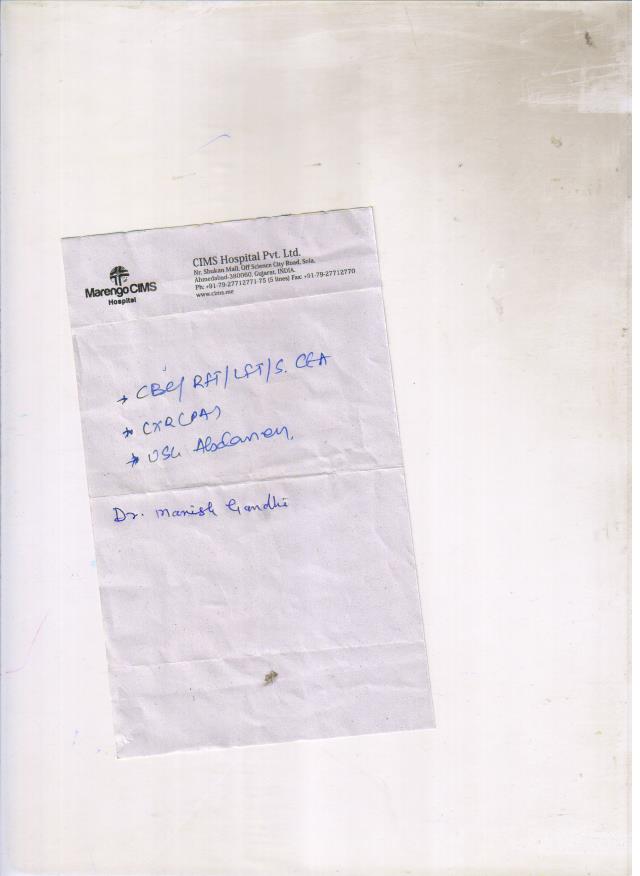 CIMS Hospital Pvt. Ltd.
Nr. Shukan Mall, Off Science City Road, Sola,
Ahmedabad-380060, Gujarat, INDIA.
Ph: +91-79-27712771-75 (5 lines) Fax: +91-79-27712770
www.cims.me
Marengo CIMS
Hospital
→ CBC/ RFT/LFT/S. CEA
→ CXR (PA)
→ USG Abdomen,
Dr. Manish Gandhi